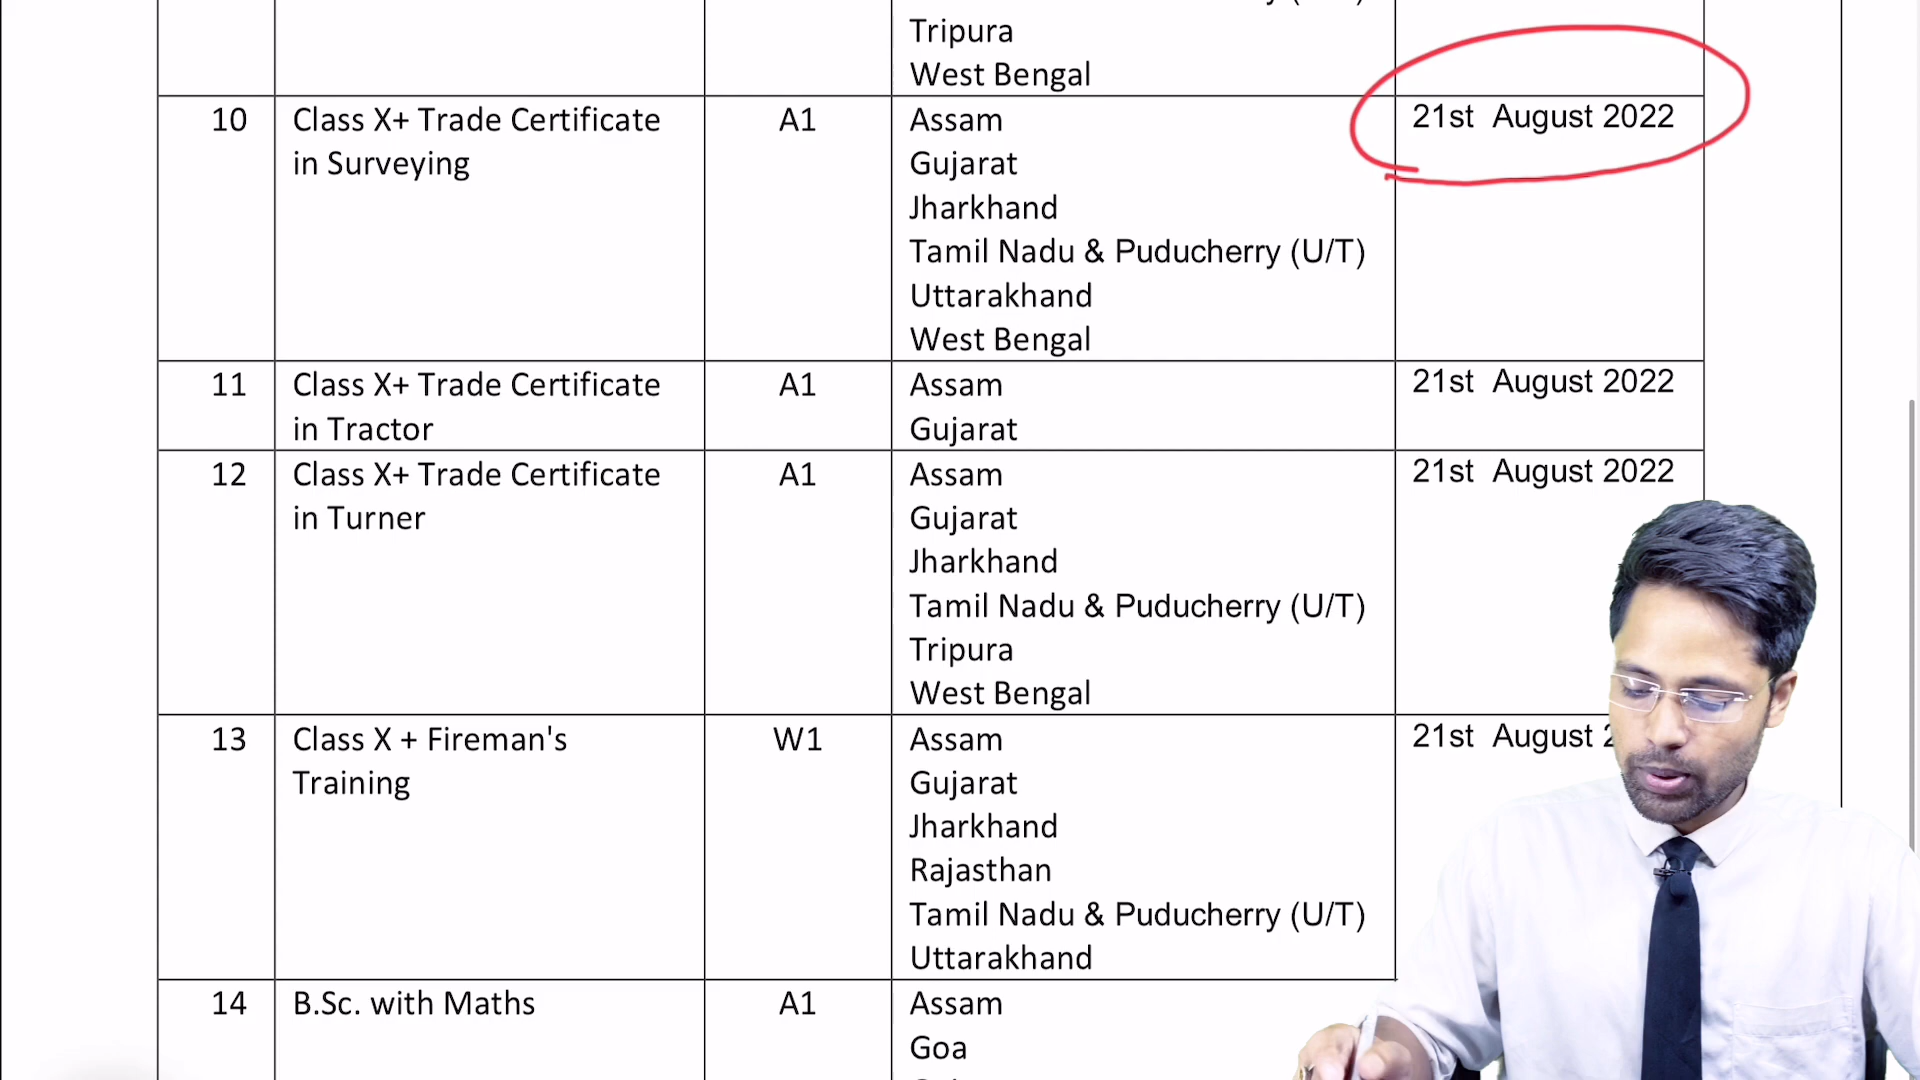 Tripura
West Bengal
10 Class X+ Trade Certificate A1 Assam 21st August 2022
in Surveying Gujarat
Jharkhand
Tamil Nadu & Puducherry (U/T)
Uttarakhand
West Bengal
11 Class X+ Trade Certificate A1 Assam 21st August 2022
in Tractor Gujarat
12 Class X+ Trade Certificate A1 Assam 21st August 2022
in Turner Gujarat
Jharkhand
Tamil Nadu & Puducherry (U/T)
Tripura
West Bengal
13 Class X + Fireman's W1 Assam 21st August
Training Gujarat
Jharkhand
Rajasthan
Tamil Nadu & Puducherry (U/T)
Uttarakhand
14 B.Sc. with Maths A1 Assam
Goa